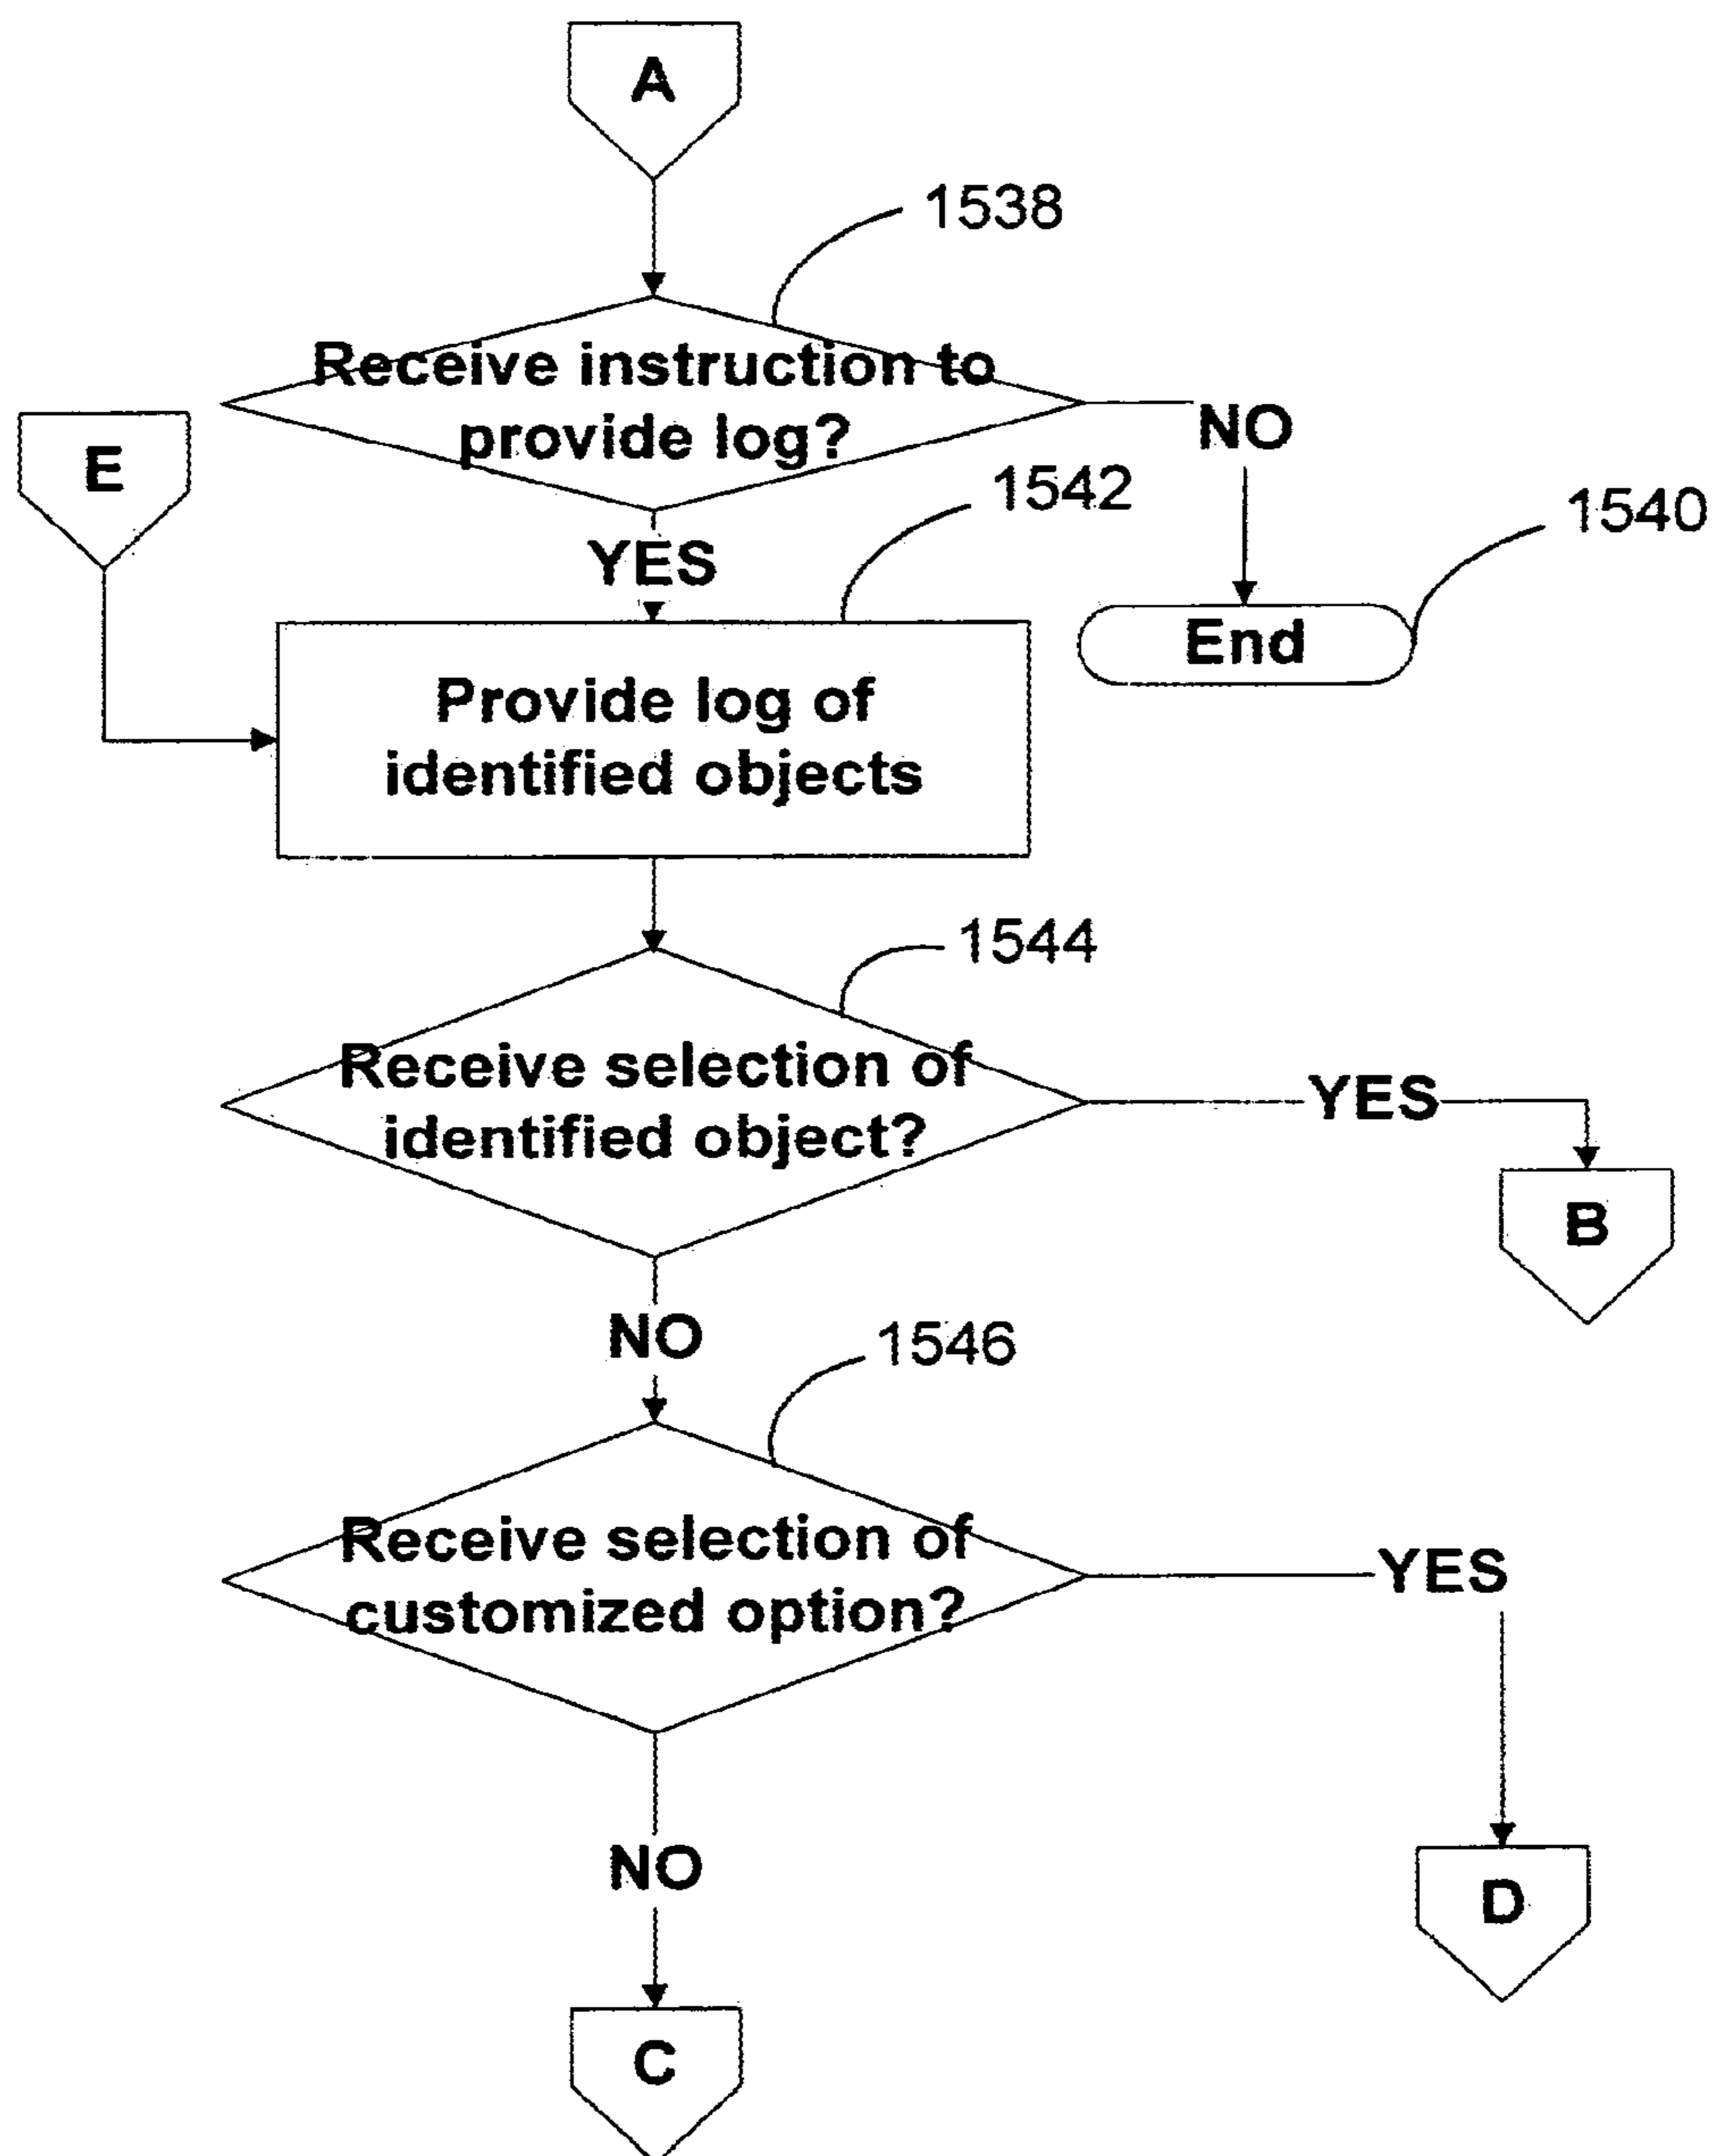 A
1538
Receive instruction to
provide log?
NO
E
1542
1540
YES
End
Provide log of
identified objects
1544
Receive selection of
identified object?
YES
B
NO
1546
Receive selection of
customized option?
YES
NO
D
C